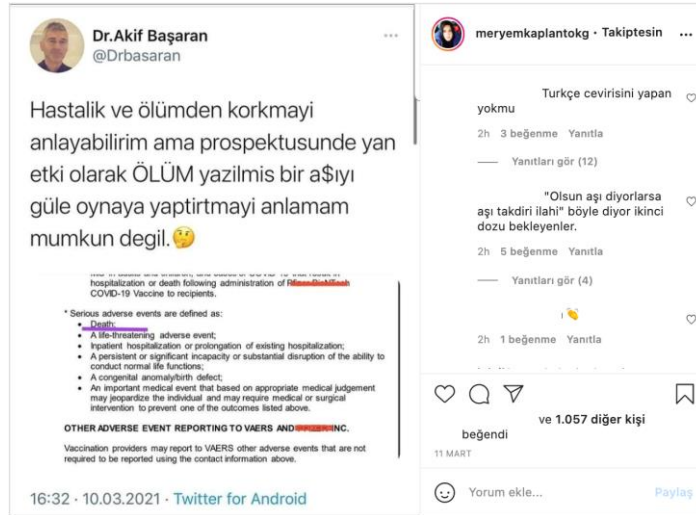 Dr.Akif Başaran
@Drbasaran
Hastalik ve ölümden korkmayi
anlayabilirim ama prospektusunde yan
etki olarak ÖLÜM yazilmis bir a$ıyı
güle oynaya yaptirtmayi anlamam
mumkun degil.🤔
hospitalization or death following administration of
COVID-19 Vaccine to recipients.
* Serious adverse events are defined as:
• Death;
• A life-threatening adverse event;
• Inpatient hospitalization or prolongation of existing hospitalization;
• A persistent or significant incapacity or substantial disruption of the ability to
conduct normal life functions;
• A congenital anomaly/birth defect;
• An important medical event that based on appropriate medical judgement
may jeopardize the individual and may require medical or surgical
intervention to prevent one of the outcomes listed above.
OTHER ADVERSE EVENT REPORTING TO VAERS AND INC.
Vaccination providers may report to VAERS other adverse events that are not
required to be reported using the contact information above.
16:32 · 10.03.2021 · Twitter for Android
meryemkaplantokg • Takiptesin
Turkçe cevirisini yapan
yokmu
2h 3 beğenme Yanıtla
Yanıtları gör (12)
"Olsun aşı diyorlarsa
aşı takdiri ilahi" böyle diyor ikinci
dozu bekleyenler.
2h 5 beğenme Yanıtla
Yanıtları gör (4)
2h 1 beğenme Yanıtla
ve 1.057 diğer kişi
beğendi
11 MART
Yorum ekle...
Paylaş